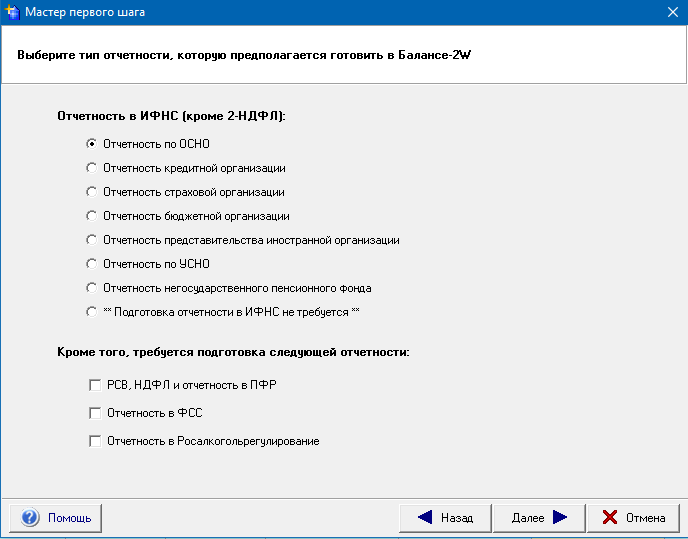 Мастер первого шага
Выберите тип отчетности, которую предполагается готовить в Балансе-2W
Отчетность в ИФНС (кроме 2-НДФЛ):
Отчетность по ОСНО
Отчетность кредитной организации
Отчетность страховой организации
Отчетность бюджетной организации
Отчетность представительства иностранной организации
Отчетность по УСНО
Отчетность негосударственного пенсионного фонда
** Подготовка отчетности в ИФНС не требуется **
Кроме того, требуется подготовка следующей отчетности:
РСВ, НДФЛ и отчетность в ПФР
Отчетность в ФСС
Отчетность в Росалкогольрегулирование
Помощь Назад Далее Отмена